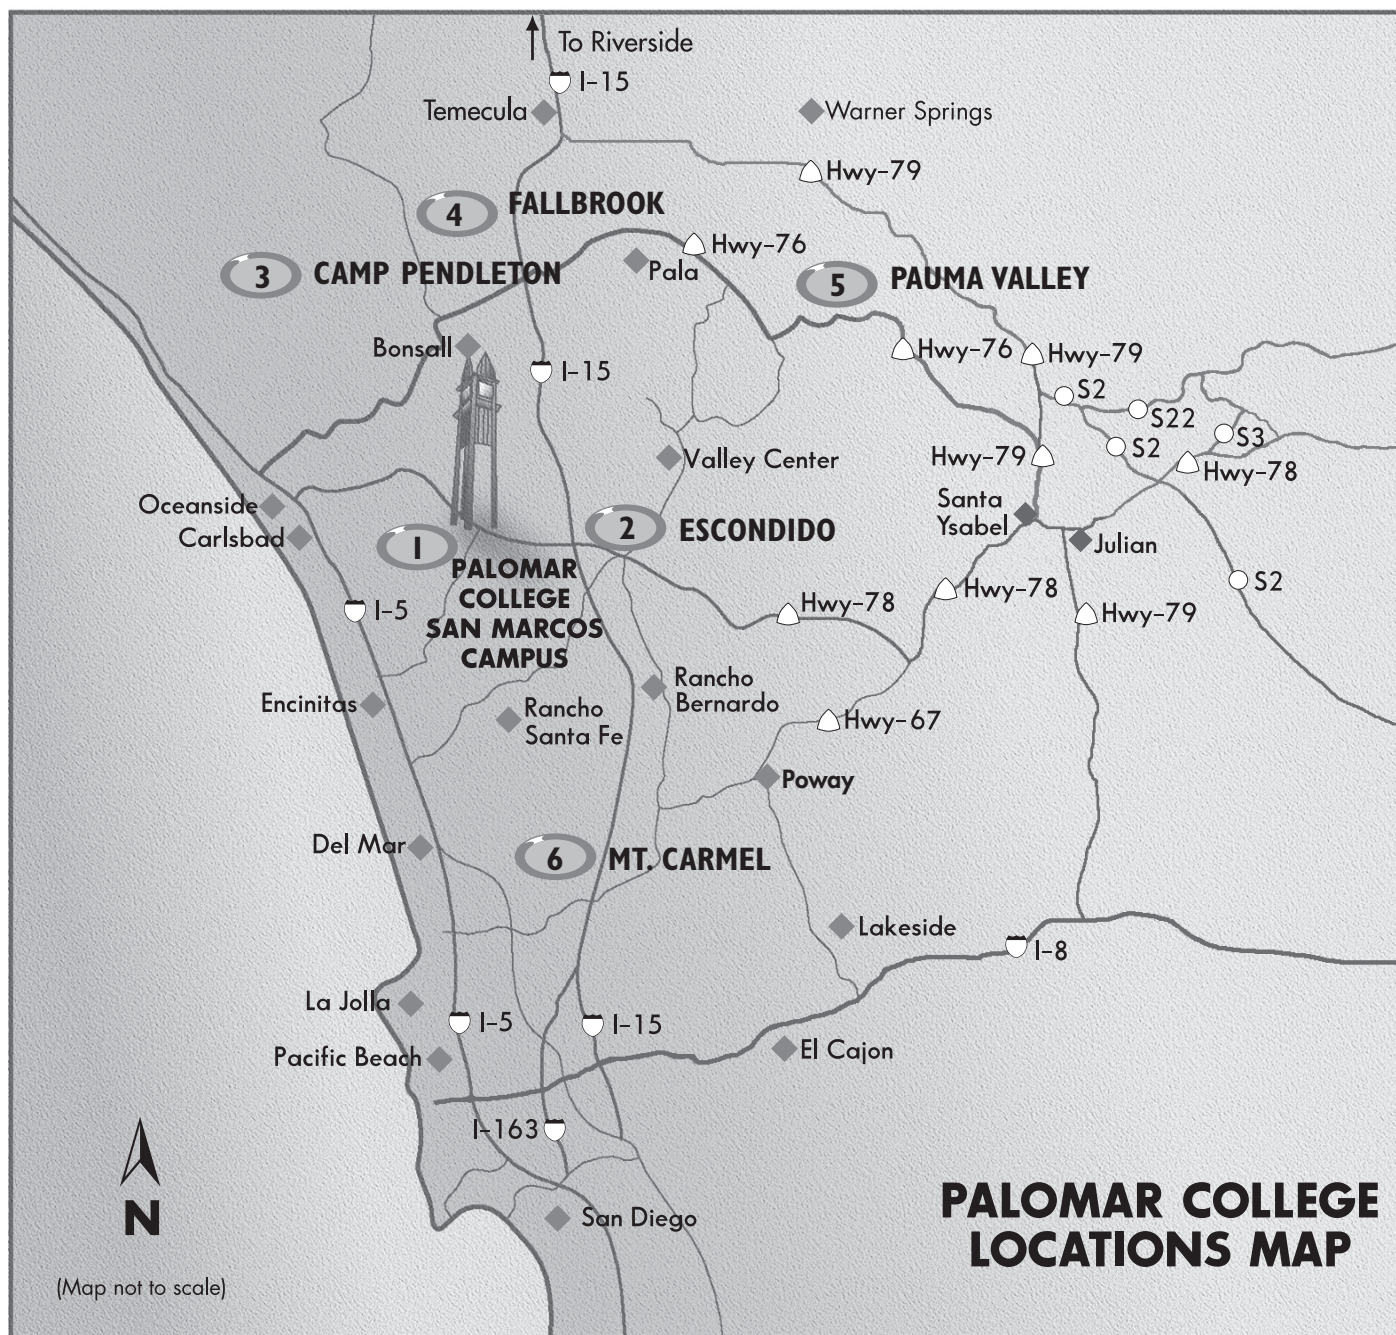 To Riverside
I-15
Temecula
Warner Springs
Hwy-79
4 FALLBROOK
Hwy-76
3 CAMP PENDLETON
Pala
5 PAUMA VALLEY
Bonsall
I-15
Hwy-76
Hwy-79
S2
S22
S2
S3
Valley Center
Hwy-79
Hwy-78
Oceanside
Santa
Ysabel
2 ESCONDIDO
Carlsbad
1
Julian
PALOMAR
COLLEGE
SAN MARCOS
CAMPUS
I-5
Hwy-78
Hwy-78
S2
Hwy-79
Encinitas
Rancho
Santa Fe
Rancho
Bernardo
Hwy-67
Poway
Del Mar
6 MT. CARMEL
Lakeside
I-8
La Jolla
I-5
I-15
Pacific Beach
El Cajon
I-163
N
San Diego
(Map not to scale)
PALOMAR COLLEGE
LOCATIONS MAP